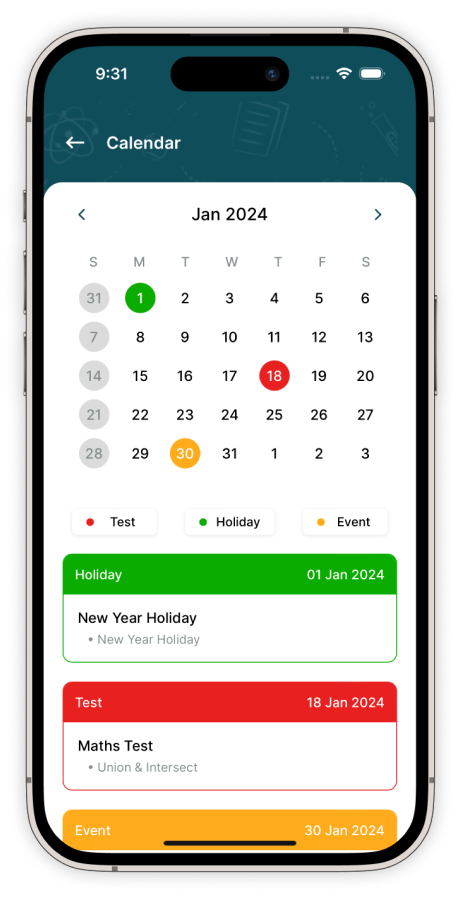 9:31
Calendar
Jan 2024
S M T W T F S
31 1 2 3 4 5 6
7 8 9 10 11 12 13
14 15 16 17 18 19 20
21 22 23 24 25 26 27
28 29 30 31 1 2 3
Test Holiday Event
Holiday 01 Jan 2024
New Year Holiday
• New Year Holiday
Test 18 Jan 2024
Maths Test
• Union & Intersect
Event 30 Jan 2024